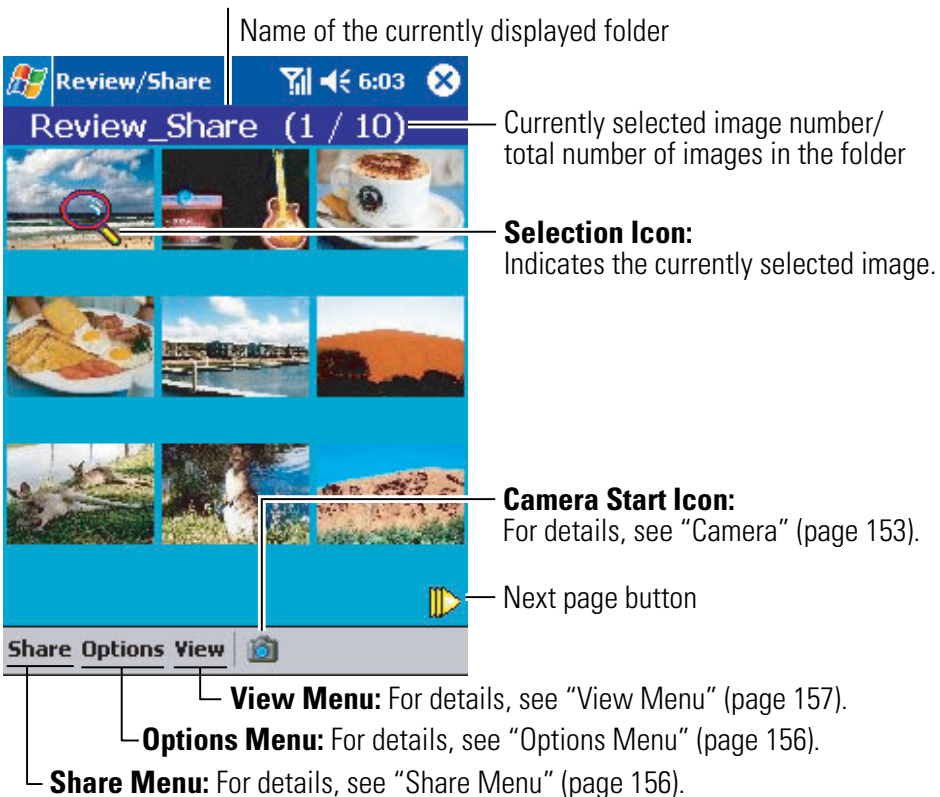 Name of the currently displayed folder
Review/Share 6:03
Review_Share (1 / 10)
Currently selected image number/
total number of images in the folder
Selection Icon:
Indicates the currently selected image.
Camera Start Icon:
For details, see “Camera” (page 153).
Next page button
Share Options View
View Menu: For details, see “View Menu” (page 157).
Options Menu: For details, see “Options Menu” (page 156).
Share Menu: For details, see “Share Menu” (page 156).